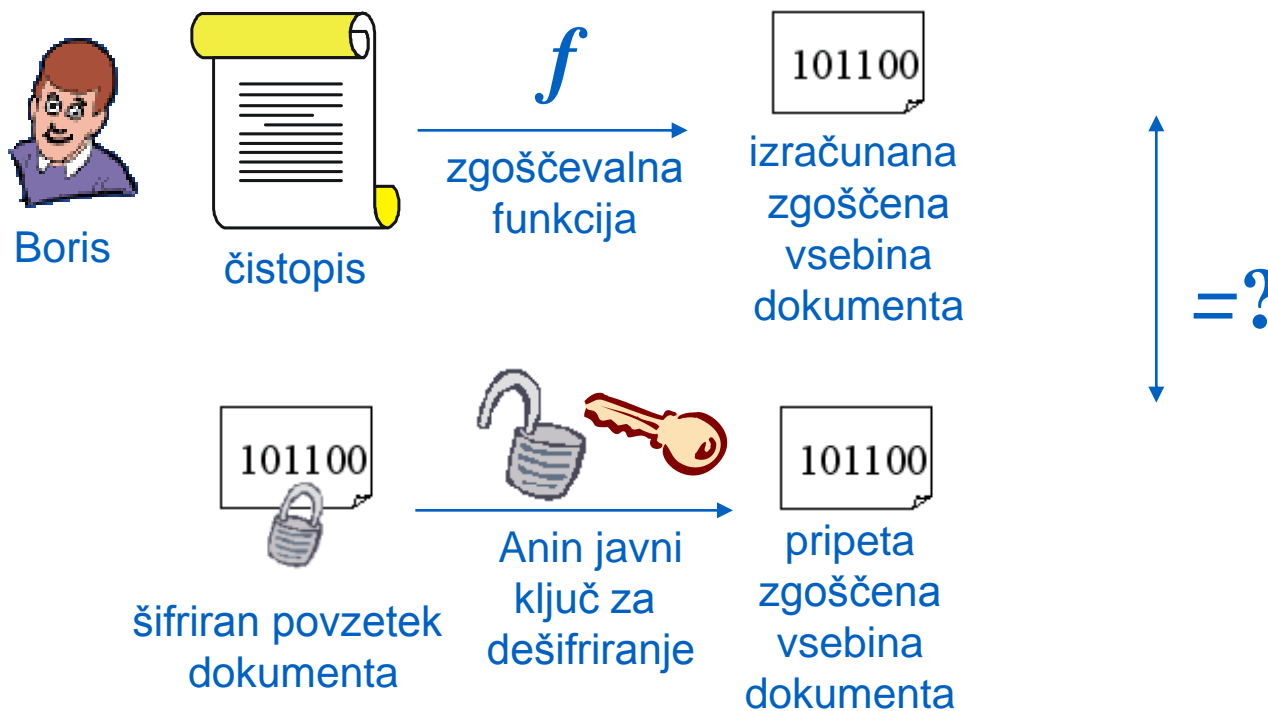 f
101100
zgoščevalna
funkcija
izračunana
zgoščena
vsebina
dokumenta
Boris
čistopis
=?
101100
101100
Anin javni
ključ za
dešifriranje
pripeta
zgoščena
vsebina
dokumenta
šifriran povzetek
dokumenta